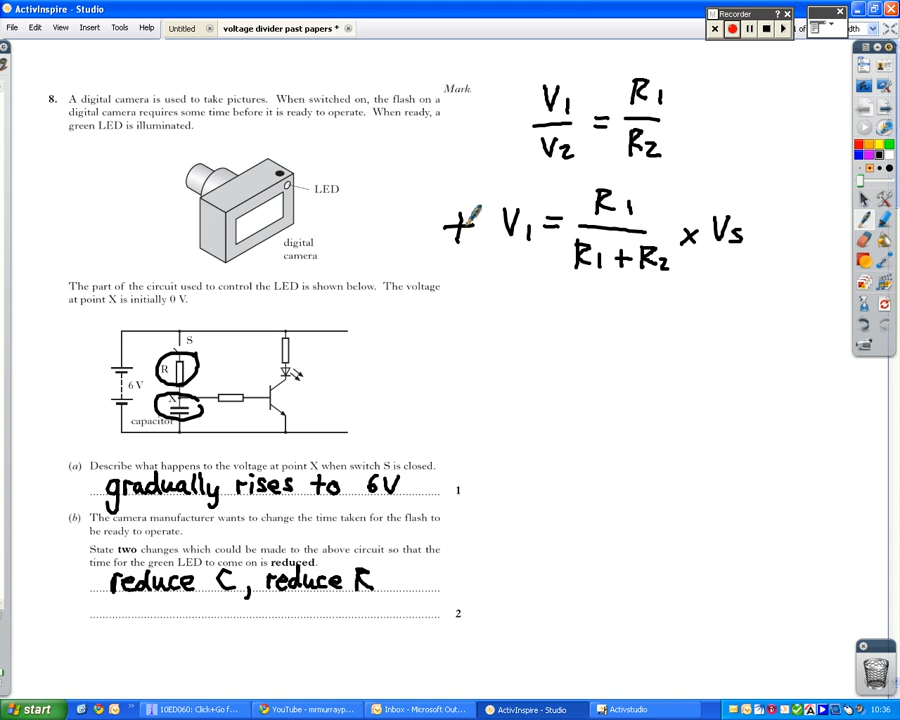 ActivInspire - Studio
File Edit View Insert Tools Help
Untitled
voltage divider past papers *
Recorder
1 of
dth
Mark
8. A digital camera is used to take pictures. When switched on, the flash on a
digital camera requires some time before it is ready to operate. When ready, a
green LED is illuminated.
LED
digital
camera
The part of the circuit used to control the LED is shown below. The voltage
at point X is initially 0 V.
S
R
6 V
X
capacitor
(a) Describe what happens to the voltage at point X when switch S is closed.
gradually rises to 6V
1
(b) The camera manufacturer wants to change the time taken for the flash to
be ready to operate.
State two changes which could be made to the above circuit so that the
time for the green LED to come on is reduced.
reduce C, reduce R
2
V1 / V2 = R1 / R2
+ V1 = R1 / R1 + R2 × Vs
start
10ED060: Click+Go f...
YouTube - mrmurrayp...
Inbox - Microsoft Out...
ActivInspire - Studio
Activstudio
10:36